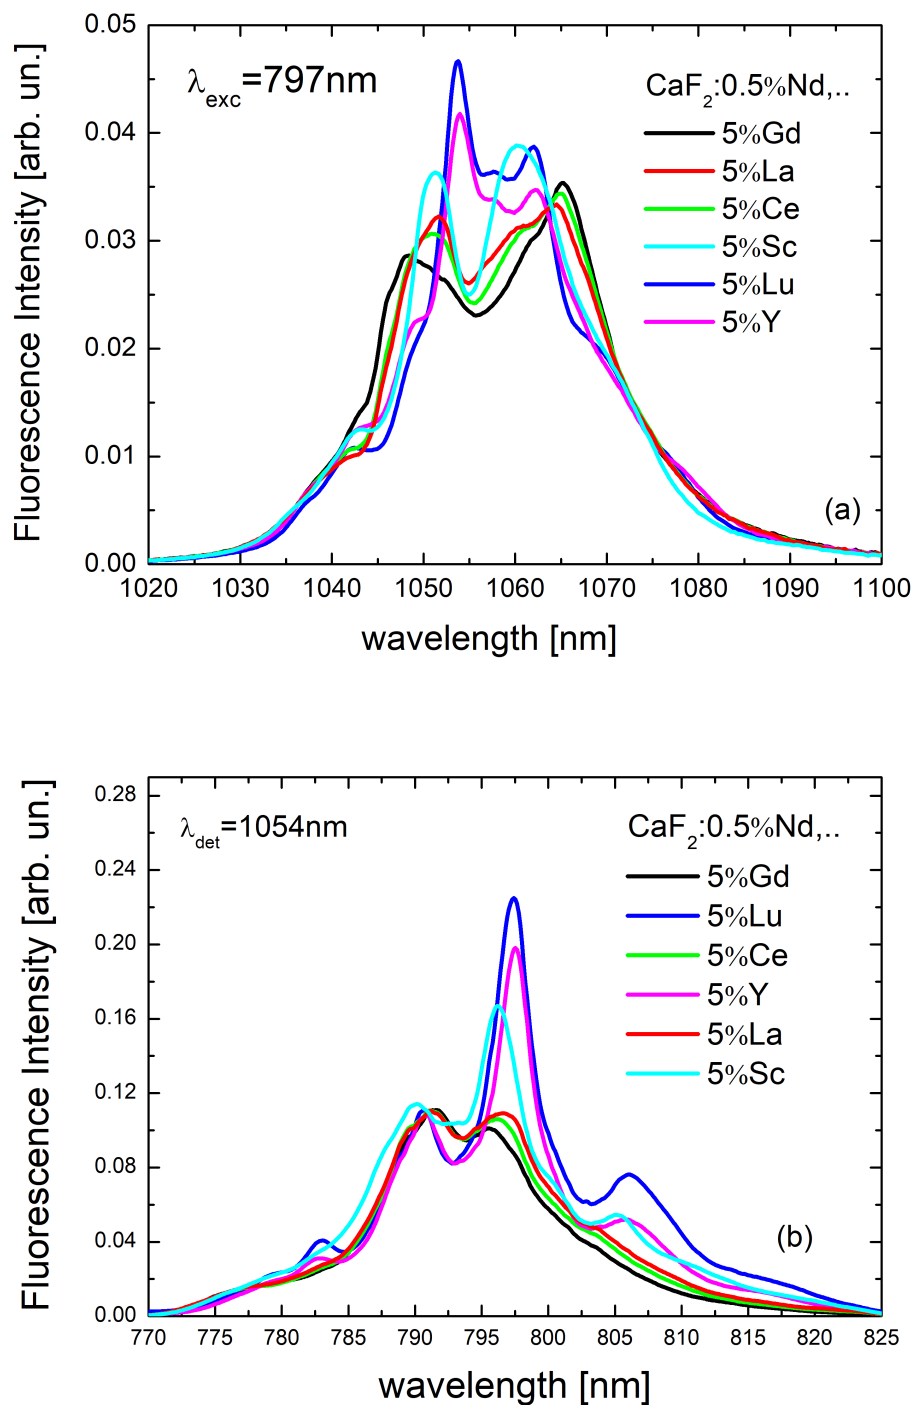 0.05
0.04
0.03
0.02
0.01
0.00
Fluorescence Intensity [arb. un.]
λexc=797nm
CaF2:0.5%Nd,..
5%Gd
5%La
5%Ce
5%Sc
5%Lu
5%Y
(a)
1020 1030 1040 1050 1060 1070 1080 1090 1100
wavelength [nm]
0.28
0.24
0.20
0.16
0.12
0.08
0.04
0.00
Fluorescence Intensity [arb. un.]
λdet=1054nm
CaF2:0.5%Nd,..
5%Gd
5%Lu
5%Ce
5%Y
5%La
5%Sc
(b)
770 775 780 785 790 795 800 805 810 815 820 825
wavelength [nm]